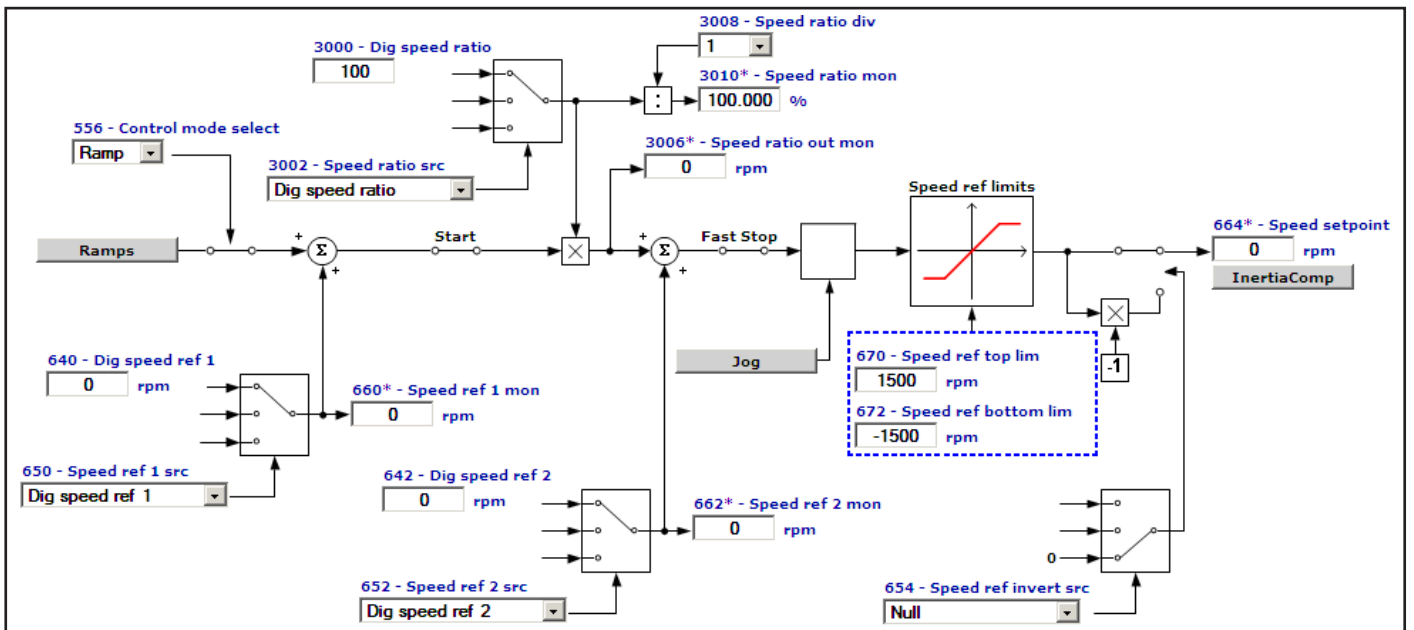 3008 - Speed ratio div
1
3000 - Dig speed ratio
100
3010* - Speed ratio mon
:
100.000 %
556 - Control mode select
Ramp
3006* - Speed ratio out mon
0 rpm
3002 - Speed ratio src
Dig speed ratio
Speed ref limits
664* - Speed setpoint
0 rpm
InertiaComp
Ramps
+
Σ
+
Start
×
+
Σ
+
Fast Stop
×
-1
640 - Dig speed ref 1
0 rpm
660* - Speed ref 1 mon
0 rpm
Jog
670 - Speed ref top lim
1500 rpm
672 - Speed ref bottom lim
-1500 rpm
650 - Speed ref 1 src
Dig speed ref 1
642 - Dig speed ref 2
0 rpm
662* - Speed ref 2 mon
0 rpm
0
652 - Speed ref 2 src
Dig speed ref 2
654 - Speed ref invert src
Null